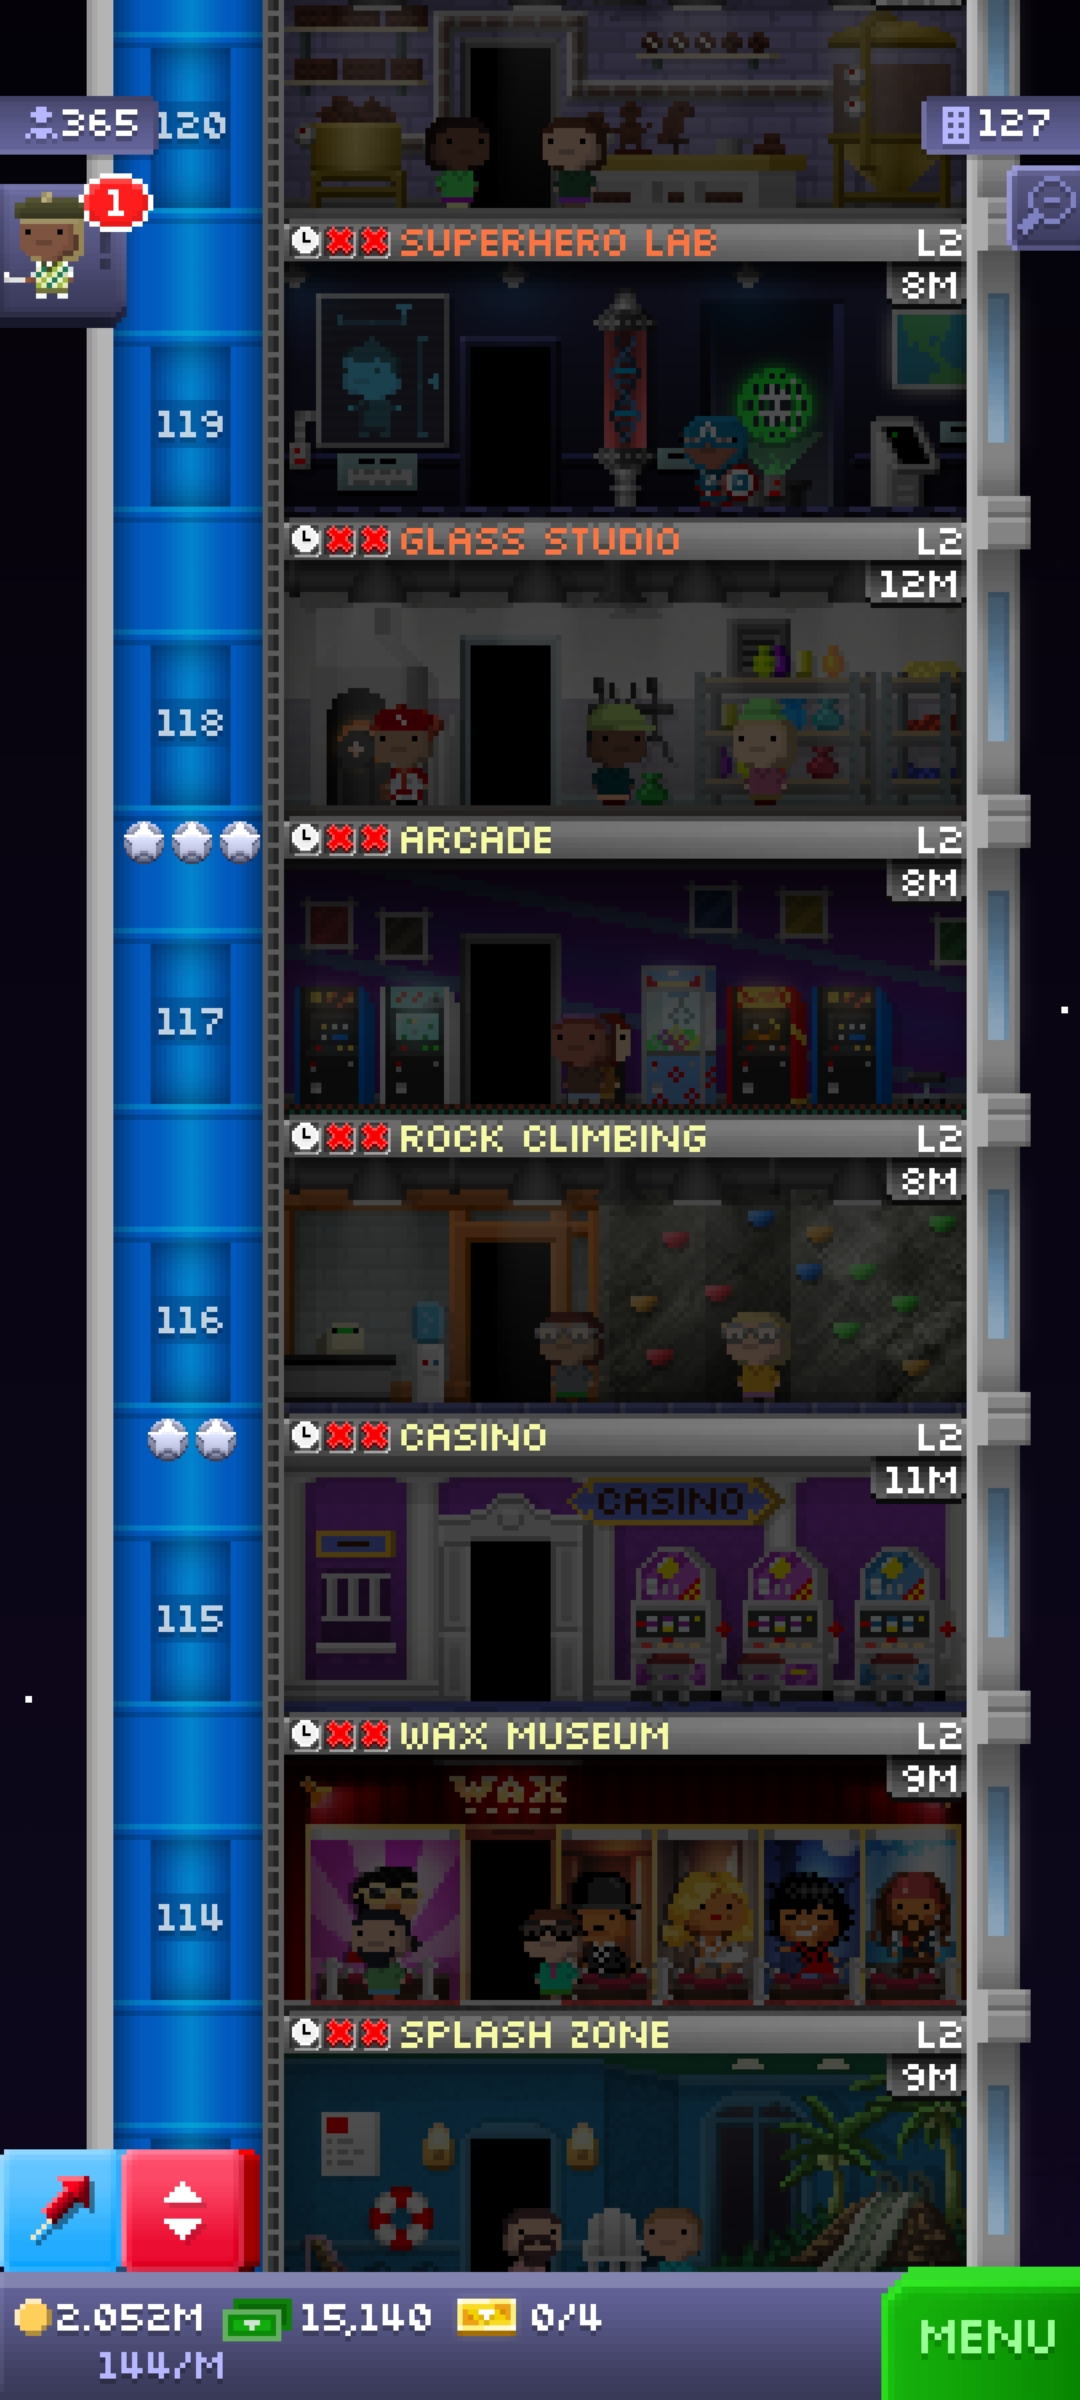 365
120
127
1
SUPERHERO LAB
L2
8M
119
GLASS STUDIO
L2
12M
118
ARCADE
L2
8M
117
ROCK CLIMBING
L2
8M
116
CASINO
L2
11M
CASINO
115
WAX MUSEUM
L2
9M
WAX
114
SPLASH ZONE
L2
9M
2.052M
15,140
0/4
MENU
144/M